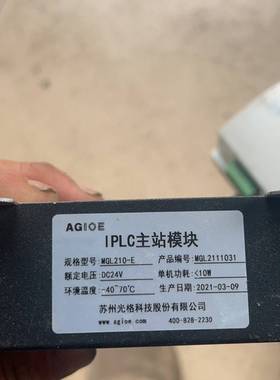 AGIOE
IPLC主站模块
规格型号: MGL210-E 产品编号: MGL2111031
额定电压: DC24V 单机功耗: <10W
环境温度: -40~70℃ 生产日期: 2021-03-09
苏州光格科技股份有限公司
www.agioe.com 400-828-2230